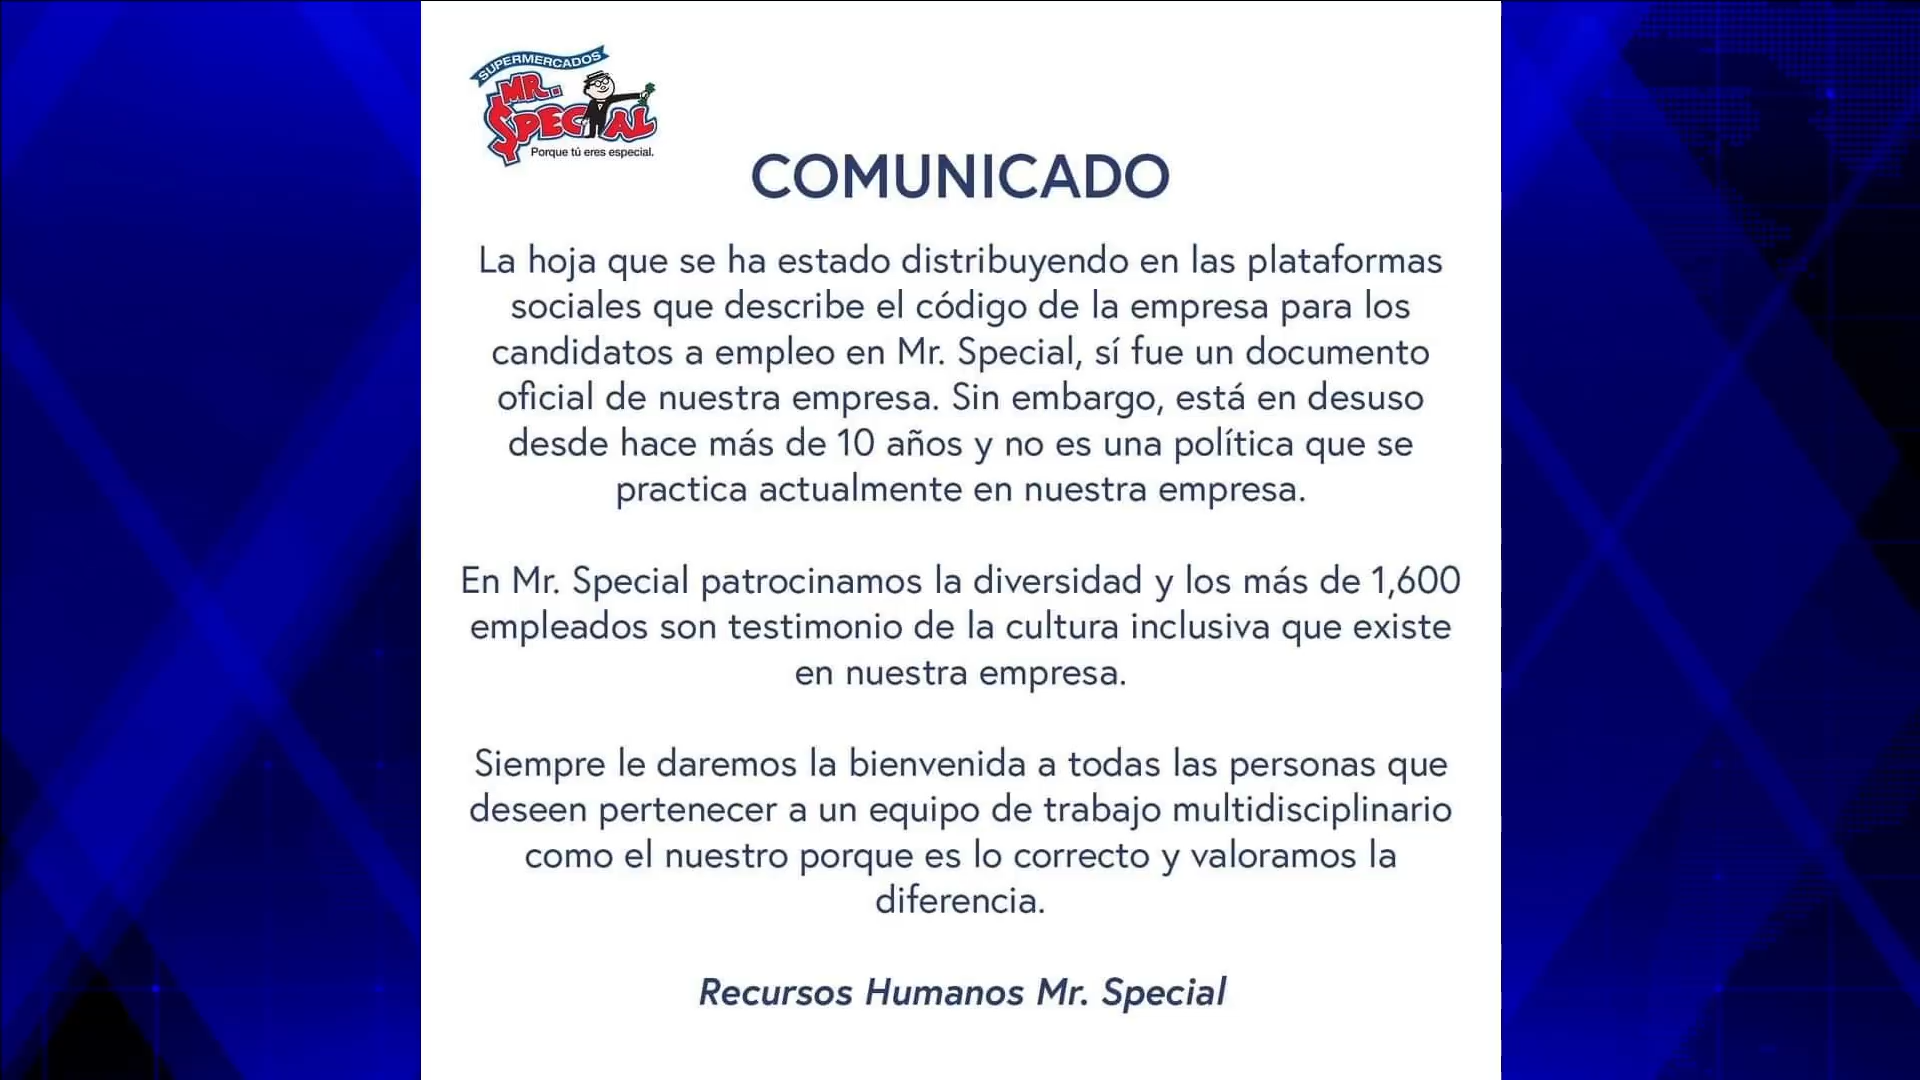 SUPERMERCADOS
MR.
$PECIAL
Porque tú eres especial.
COMUNICADO
La hoja que se ha estado distribuyendo en las plataformas
sociales que describe el código de la empresa para los
candidatos a empleo en Mr. Special, sí fue un documento
oficial de nuestra empresa. Sin embargo, está en desuso
desde hace más de 10 años y no es una política que se
practica actualmente en nuestra empresa.
En Mr. Special patrocinamos la diversidad y los más de 1,600
empleados son testimonio de la cultura inclusiva que existe
en nuestra empresa.
Siempre le daremos la bienvenida a todas las personas que
deseen pertenecer a un equipo de trabajo multidisciplinario
como el nuestro porque es lo correcto y valoramos la
diferencia.
Recursos Humanos Mr. Special